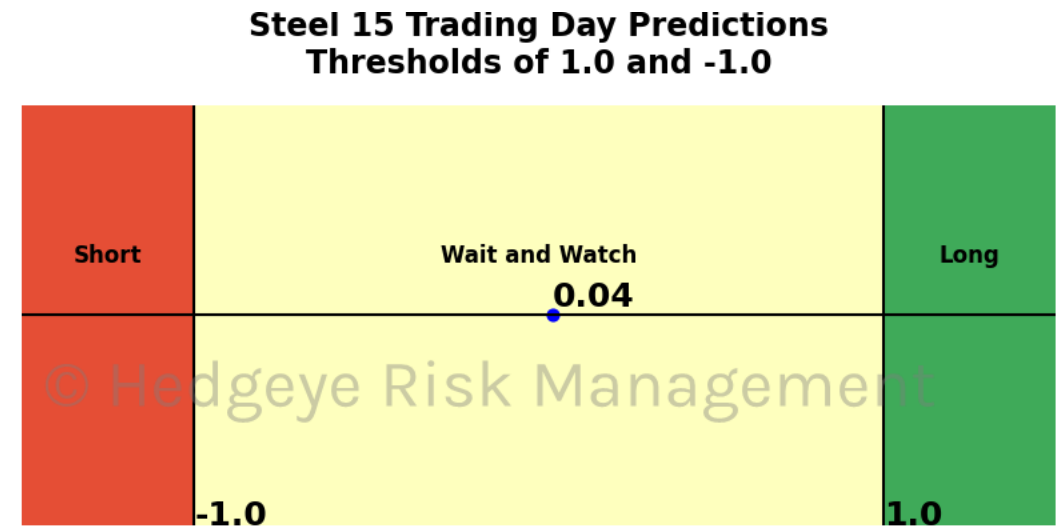 Steel 15 Trading Day Predictions
Thresholds of 1.0 and -1.0
Short
Wait and Watch
Long
0.04
© Hedgeye Risk Management
-1.0
1.0